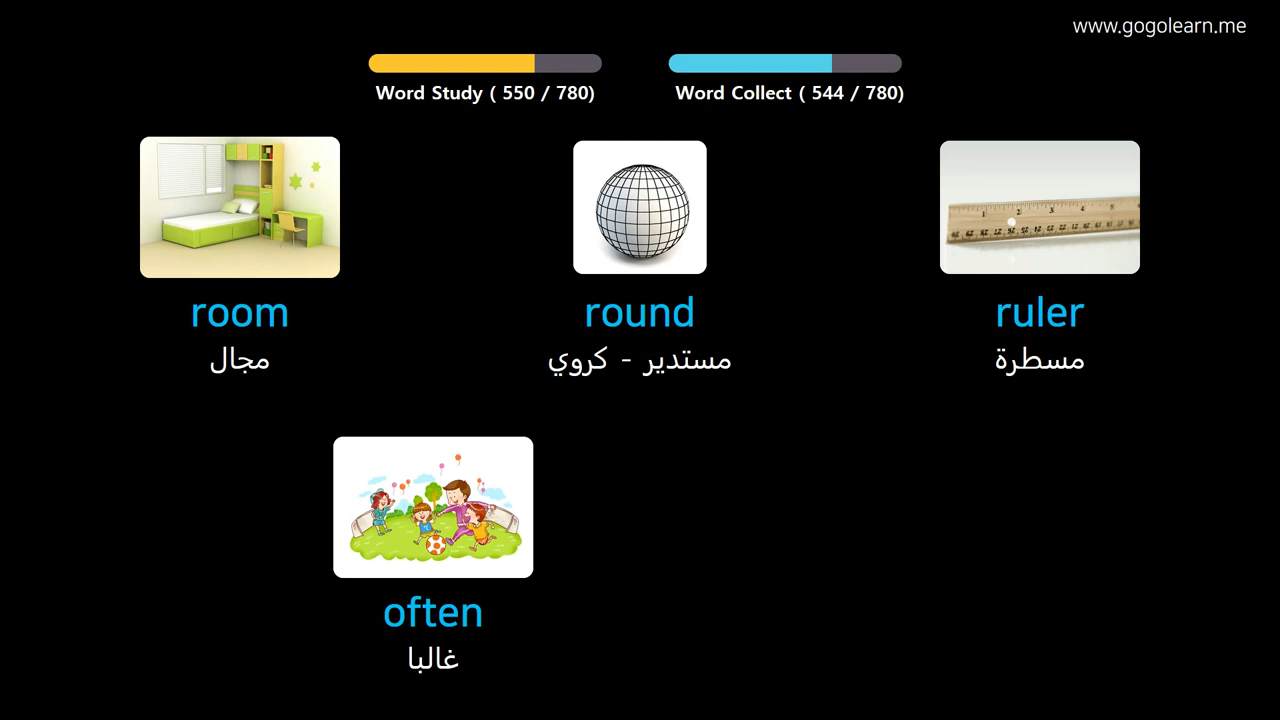 www.gogolearn.me
Word Study ( 550 / 780)
Word Collect ( 544 / 780)
room
مجال
round
مستدير - كروي
ruler
مسطرة
often
غالبا